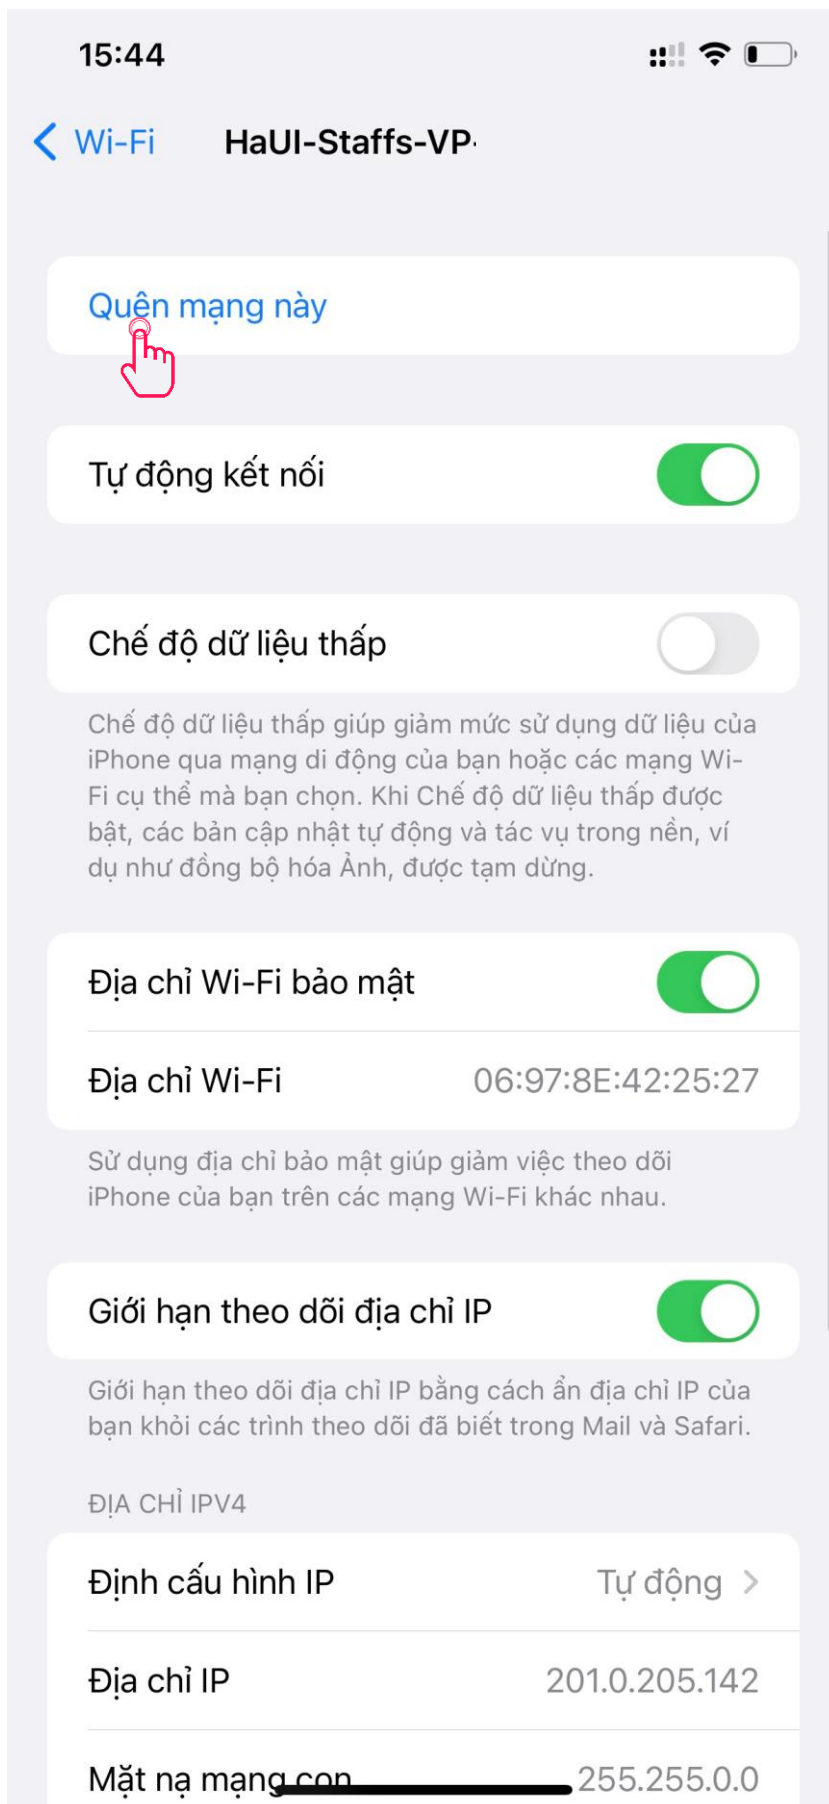 15:44
Wi-Fi
HaUI-Staffs-VP-
Quên mạng này
Tự động kết nối
Chế độ dữ liệu thấp
Chế độ dữ liệu thấp giúp giảm mức sử dụng dữ liệu của
iPhone qua mạng di động của bạn hoặc các mạng Wi-
Fi cụ thể mà bạn chọn. Khi Chế độ dữ liệu thấp được
bật, các bản cập nhật tự động và tác vụ trong nền, ví
dụ như đồng bộ hóa Ảnh, được tạm dừng.
Địa chỉ Wi-Fi bảo mật
Địa chỉ Wi-Fi 06:97:8E:42:25:27
Sử dụng địa chỉ bảo mật giúp giảm việc theo dõi
iPhone của bạn trên các mạng Wi-Fi khác nhau.
Giới hạn theo dõi địa chỉ IP
Giới hạn theo dõi địa chỉ IP bằng cách ẩn địa chỉ IP của
bạn khỏi các trình theo dõi đã biết trong Mail và Safari.
ĐỊA CHỈ IPV4
Định cấu hình IP Tự động
Địa chỉ IP 201.0.205.142
Mặt nạ mạng con 255.255.0.0